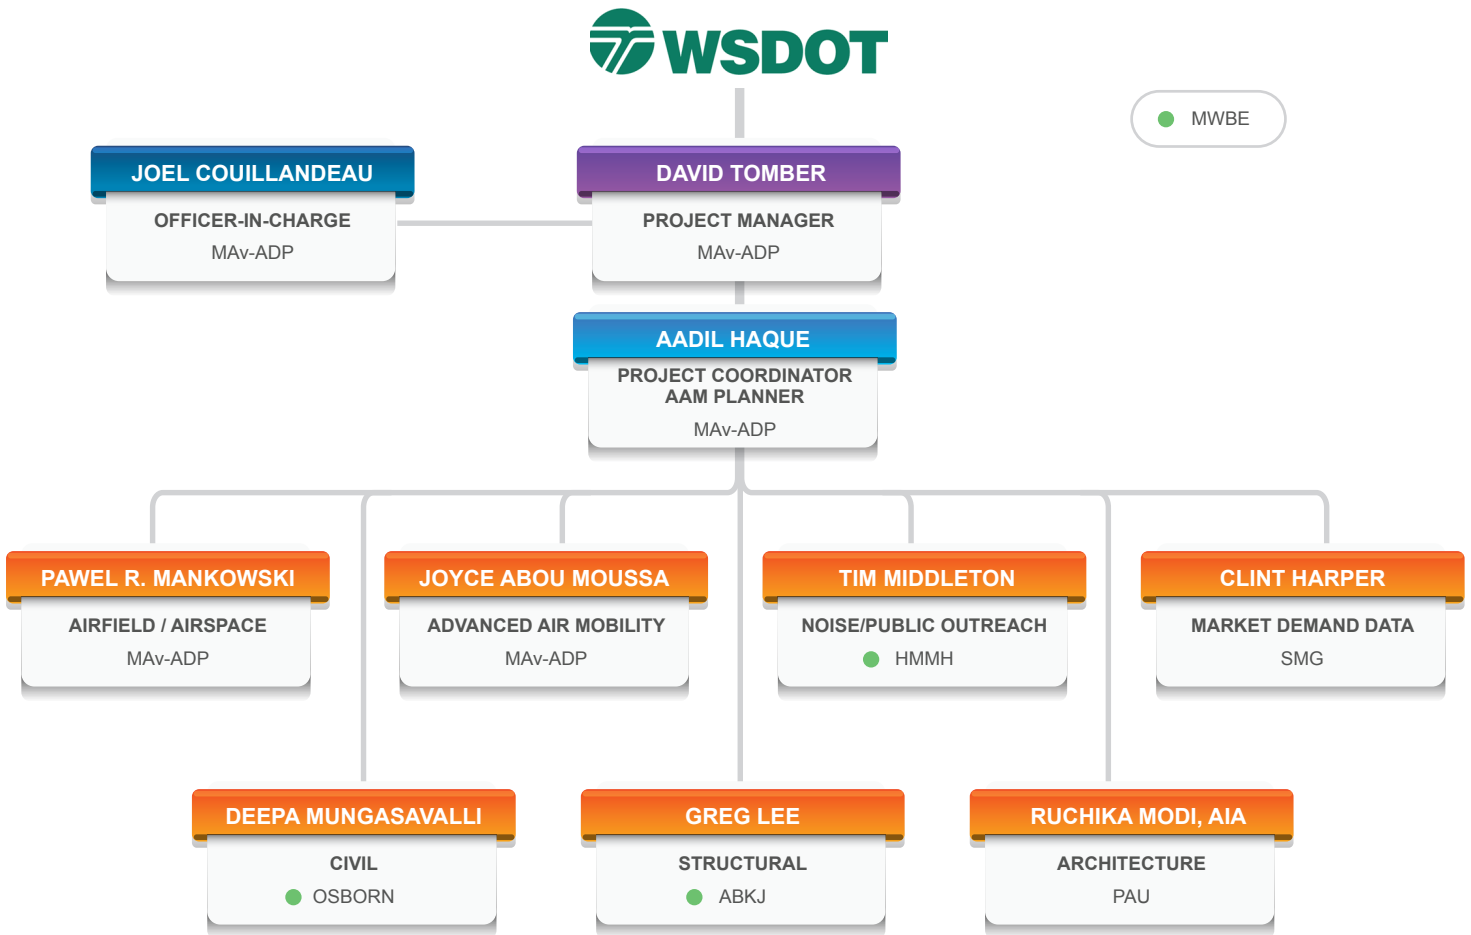 WSDOT
MWBE
JOEL COUILLANDEAU
OFFICER-IN-CHARGE
MAv-ADP
DAVID TOMBER
PROJECT MANAGER
MAv-ADP
AADIL HAQUE
PROJECT COORDINATOR
AAM PLANNER
MAv-ADP
PAWEL R. MANKOWSKI
AIRFIELD / AIRSPACE
MAv-ADP
JOYCE ABOU MOUSSA
ADVANCED AIR MOBILITY
MAv-ADP
TIM MIDDLETON
NOISE/PUBLIC OUTREACH
HMMH
CLINT HARPER
MARKET DEMAND DATA
SMG
DEEPA MUNGASAVALLI
CIVIL
OSBORN
GREG LEE
STRUCTURAL
ABKJ
RUCHIKA MODI, AIA
ARCHITECTURE
PAU